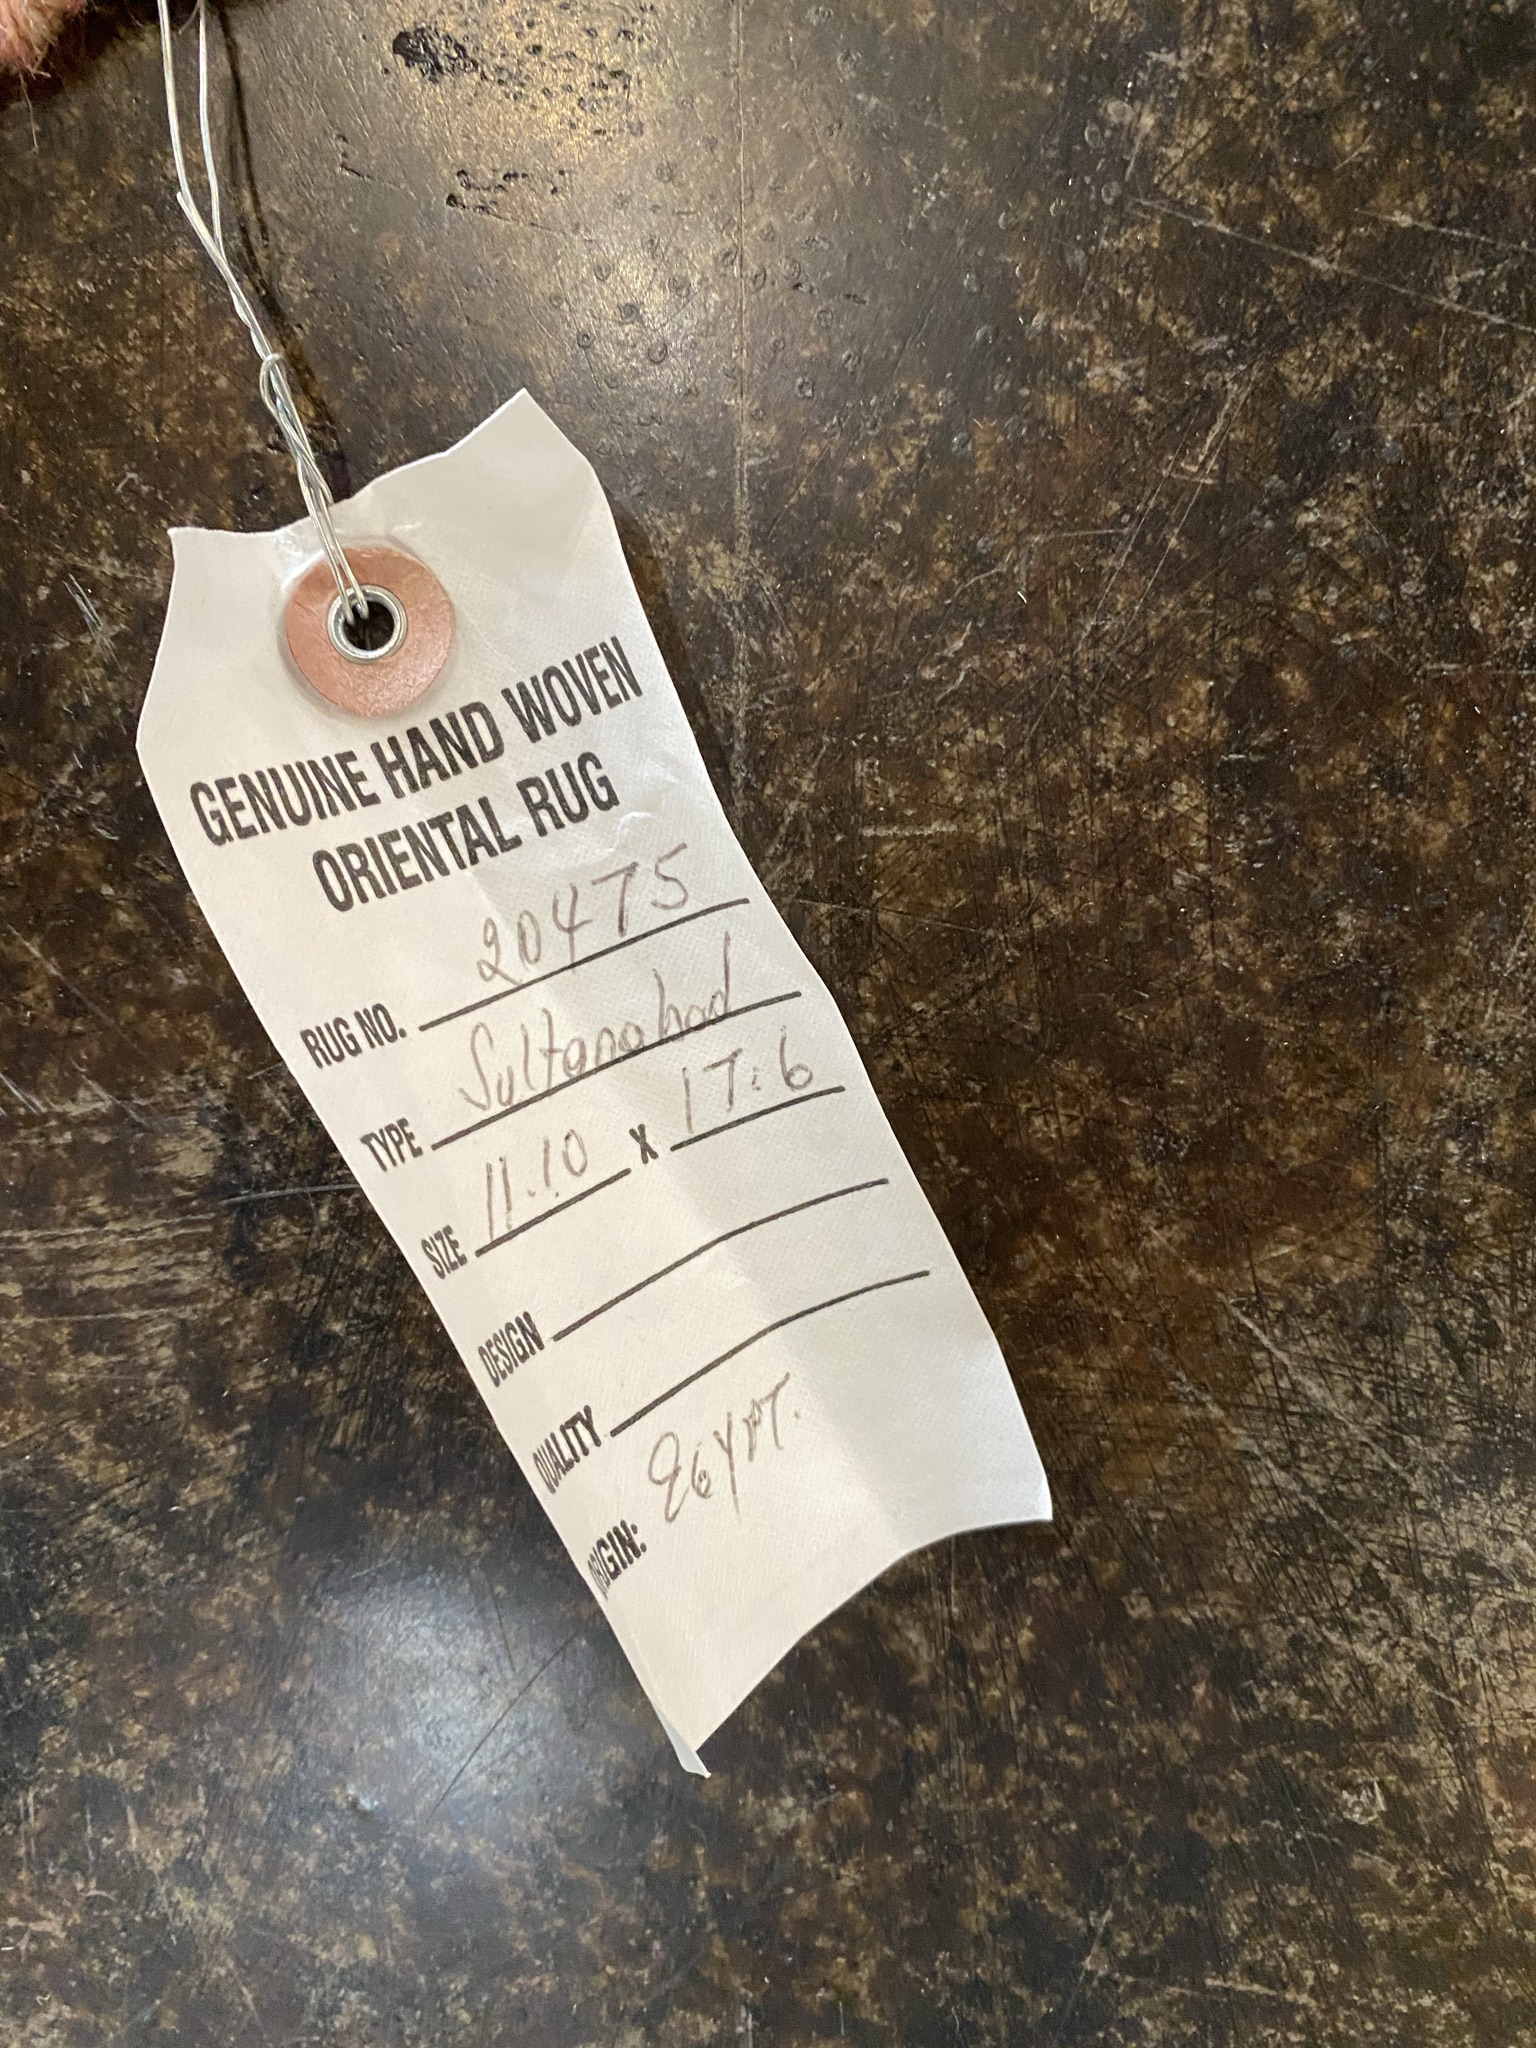 GENUINE HAND WOVEN
ORIENTAL RUG
RUG NO. 20475
TYPE Sultanabad
SIZE 11.10 x 17:6
DESIGN
QUALITY
ORIGIN: EGYPT.